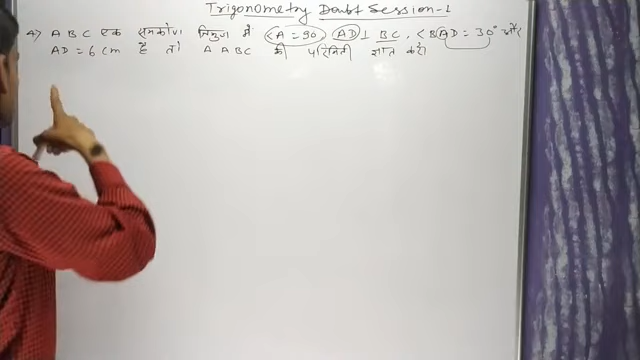 Trigonometry Doubt Session-1
4) A B C एक समकोण त्रिभुज में <A = 90 AD ⊥ BC, <BAD = 30° और
AD = 6 cm है तो Δ ABC की परिमिति ज्ञात करो